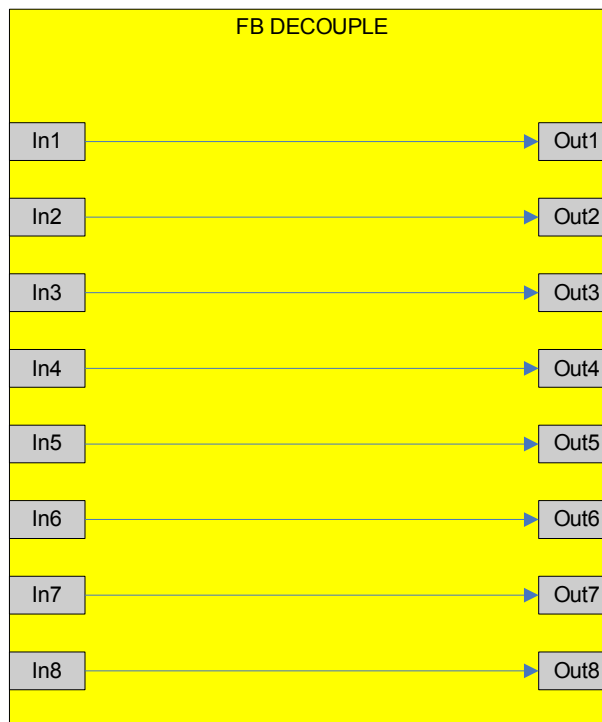 FB DECOUPLE
In1 Out1
In2 Out2
In3 Out3
In4 Out4
In5 Out5
In6 Out6
In7 Out7
In8 Out8